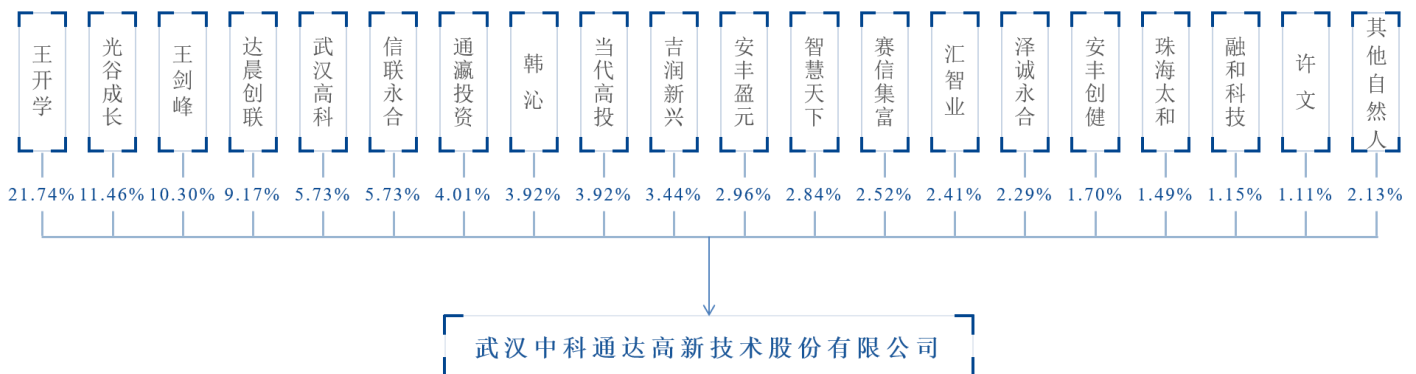 王开学
光谷成长
王剑峰
达晨创联
武汉高科
信联永合
通瀛投资
韩沁
当代高投
吉润新兴
安丰盈元
智慧天下
赛信集富
汇智业
泽诚永合
安丰创健
珠海太和
融和科技
许文
其他自然人
21.74%
11.46%
10.30%
9.17%
5.73%
5.73%
4.01%
3.92%
3.92%
3.44%
2.96%
2.84%
2.52%
2.41%
2.29%
1.70%
1.49%
1.15%
1.11%
2.13%
武汉中科通达高新技术股份有限公司